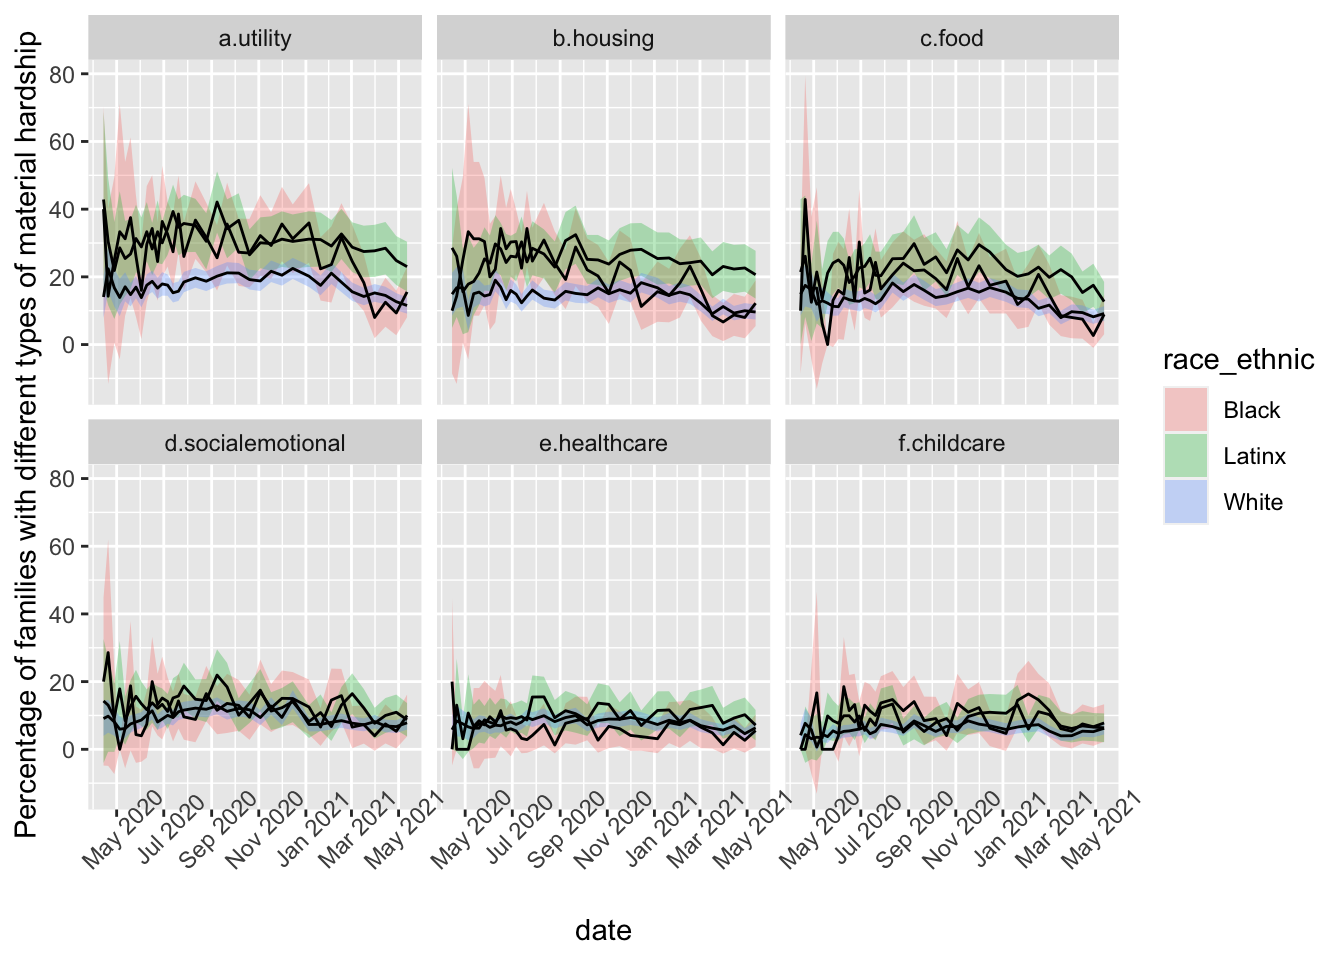 Percentage of families with different types of material hardship
a.utility
b.housing
c.food
80
60
40
20
0
d.socialemotional
e.healthcare
f.childcare
80
60
40
20
0
May 2020
Jul 2020
Sep 2020
Nov 2020
Jan 2021
Mar 2021
May 2021
May 2020
Jul 2020
Sep 2020
Nov 2020
Jan 2021
Mar 2021
May 2021
May 2020
Jul 2020
Sep 2020
Nov 2020
Jan 2021
Mar 2021
May 2021
date
race_ethnic
Black
Latinx
White